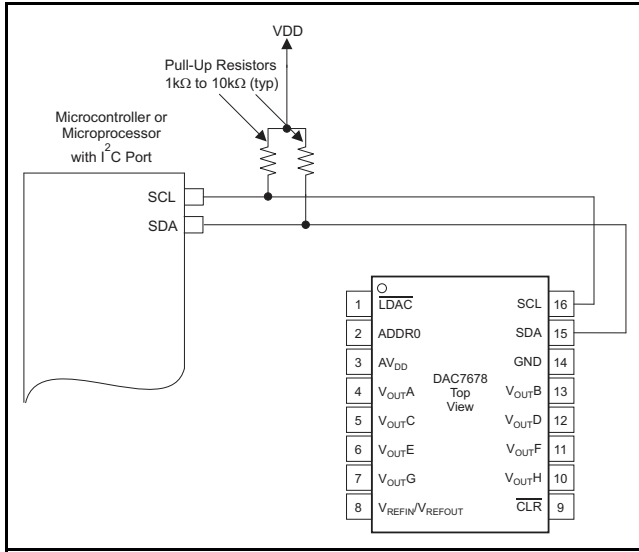 VDD
Pull-Up Resistors
1kΩ to 10kΩ (typ)
Microcontroller or
Microprocessor
with I²C Port
SCL
SDA
1 LDAC
2 ADDR0
3 AVDD
4 VOUTA
5 VOUTC
6 VOUTE
7 VOUTG
8 VREFIN/VREFOUT
DAC7678
Top
View
SCL 16
SDA 15
GND 14
VOUTB 13
VOUTD 12
VOUTF 11
VOUTH 10
CLR 9